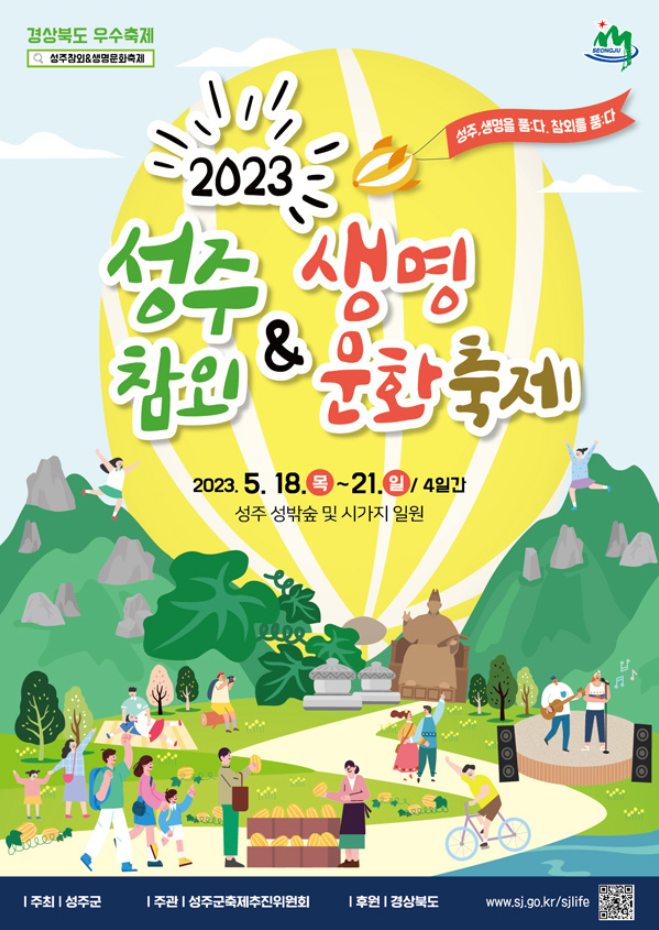 경상북도 우수축제
성주참외&생명문화축제
SEONGJU
성주,생명을 품:다. 참외를 품:다
2023
성주 생명
참외 & 문화축제
2023. 5. 18.목~21.일/ 4일간
성주 성밖숲 및 시가지 일원
| 주최 | 성주군 | 주관 | 성주군축제추진위원회 | 후원 | 경상북도 www.sj.go.kr/sjlife